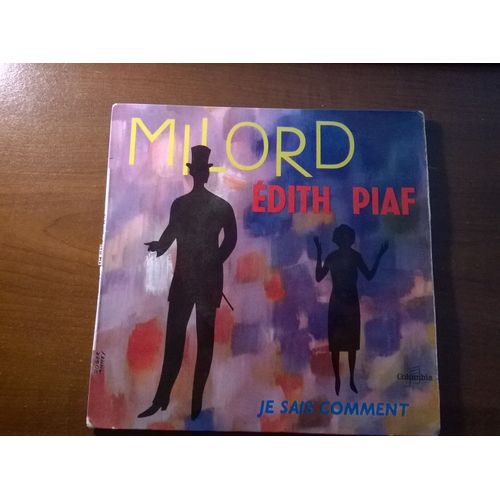 MILORD
ÉDITH PIAF
Columbia
JE SAIS COMMENT